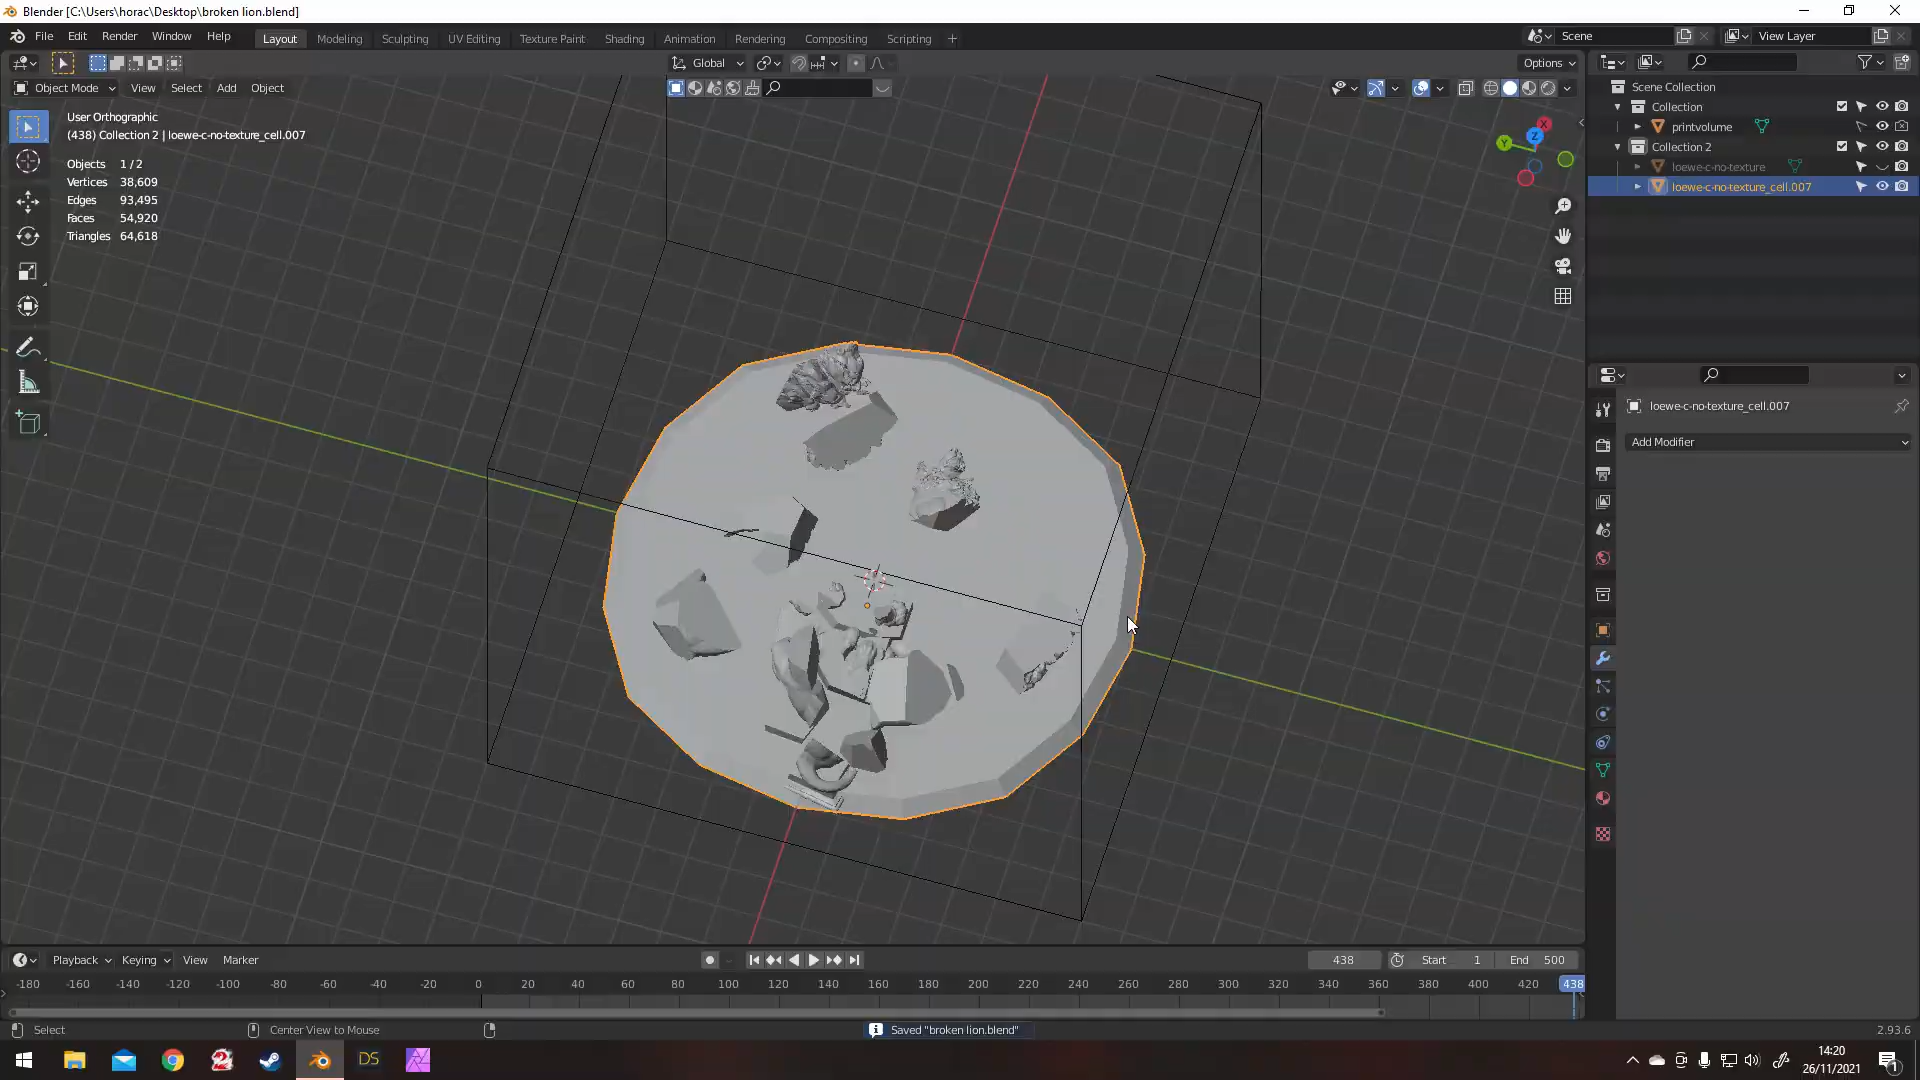 Blender [C:\Users\horac\Desktop\broken lion.blend]
File Edit Render Window Help Layout Modeling Sculpting UV Editing Texture Paint Shading Animation Rendering Compositing Scripting + Scene View Layer
Global Options
Object Mode View Select Add Object
User Orthographic
(438) Collection 2 | loewe-c-no-texture_cell.007
Objects 1 / 2
Vertices 38,609
Edges 93,495
Faces 54,920
Triangles 64,618
X
Y
Z
Scene Collection
Collection
printvolume
Collection 2
loewe-c-no-texture
loewe-c-no-texture_cell.007
loewe-c-no-texture_cell.007
Add Modifier
Playback Keying View Marker 438 Start 1 End 500
-180 -160 -140 -120 -100 -80 -60 -40 -20 0 20 40 60 80 100 120 140 160 180 200 220 240 260 280 300 320 340 360 380 400 420 438
Select Center View to Mouse Saved "broken lion.blend" 2.93.6
DS
14:20
26/11/2021
1